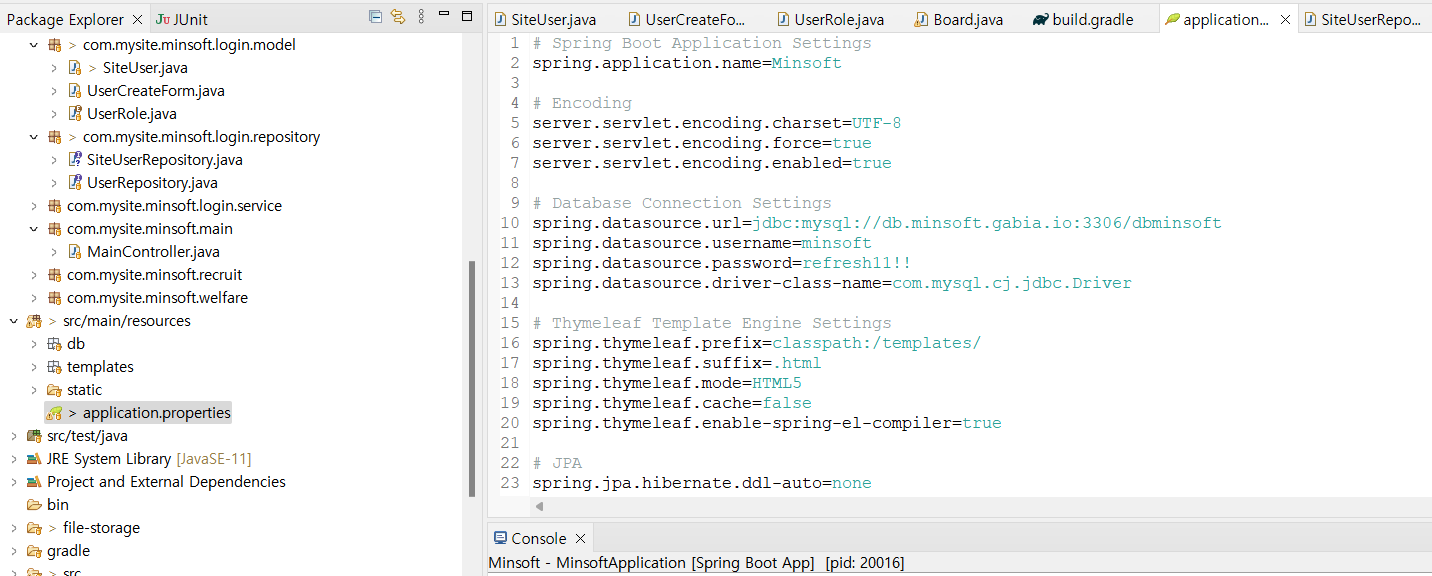 Package Explorer
JUnit
com.mysite.minsoft.login.model
> SiteUser.java
UserCreateForm.java
UserRole.java
> com.mysite.minsoft.login.repository
SiteUserRepository.java
UserRepository.java
com.mysite.minsoft.login.service
com.mysite.minsoft.main
MainController.java
com.mysite.minsoft.recruit
com.mysite.minsoft.welfare
> src/main/resources
db
templates
static
> application.properties
src/test/java
JRE System Library [JavaSE-11]
Project and External Dependencies
bin
> file-storage
gradle
> src
SiteUser.java
UserCreateFo...
UserRole.java
Board.java
build.gradle
application...
SiteUserRepo...
1 # Spring Boot Application Settings
2 spring.application.name=Minsoft
3
4 # Encoding
5 server.servlet.encoding.charset=UTF-8
6 server.servlet.encoding.force=true
7 server.servlet.encoding.enabled=true
8
9 # Database Connection Settings
10 spring.datasource.url=jdbc:mysql://db.minsoft.gabia.io:3306/dbminsoft
11 spring.datasource.username=minsoft
12 spring.datasource.password=refresh11!!
13 spring.datasource.driver-class-name=com.mysql.cj.jdbc.Driver
14
15 # Thymeleaf Template Engine Settings
16 spring.thymeleaf.prefix=classpath:/templates/
17 spring.thymeleaf.suffix=.html
18 spring.thymeleaf.mode=HTML5
19 spring.thymeleaf.cache=false
20 spring.thymeleaf.enable-spring-el-compiler=true
21
22 # JPA
23 spring.jpa.hibernate.ddl-auto=none
Console
Minsoft - MinsoftApplication [Spring Boot App] [pid: 20016]